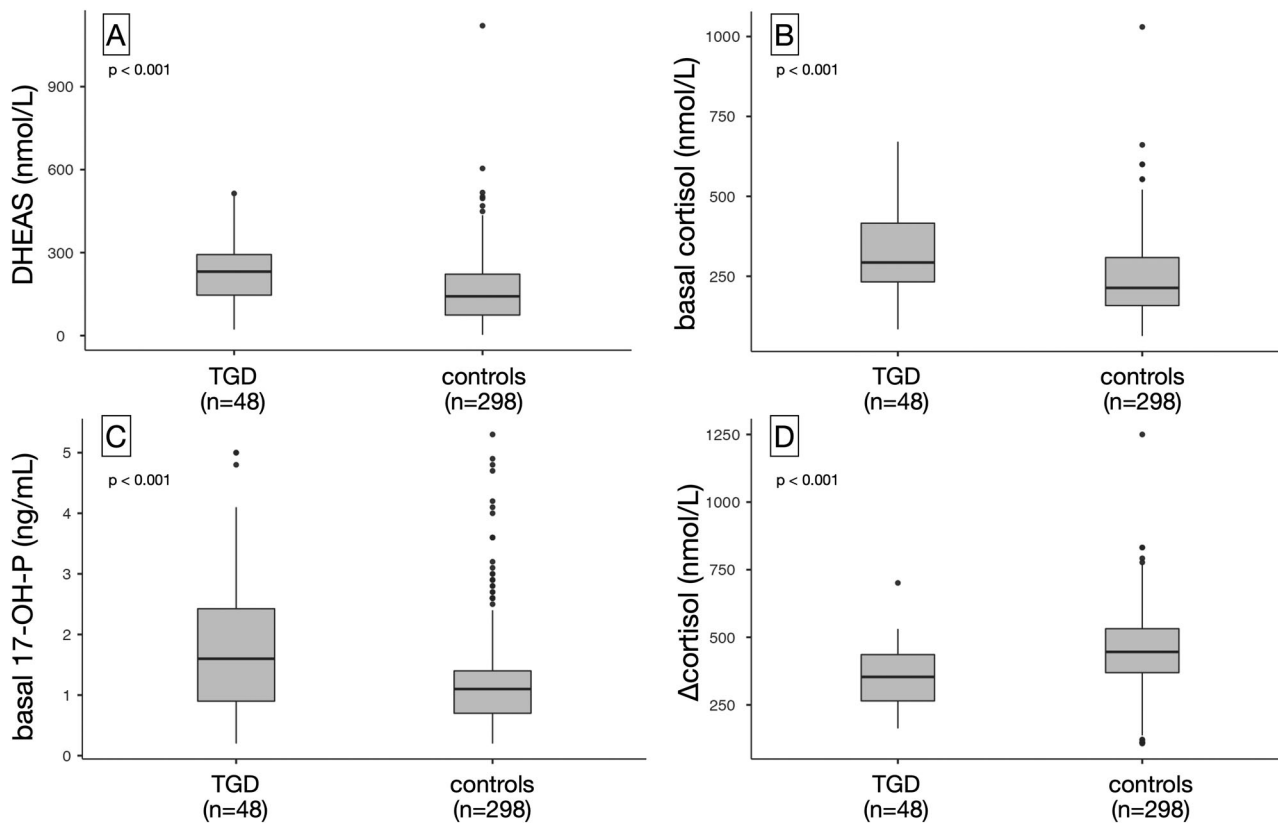 A
p < 0.001
DHEAS (nmol/L)
900
600
300
0
TGD
(n=48)
controls
(n=298)
B
p < 0.001
basal cortisol (nmol/L)
1000
750
500
250
TGD
(n=48)
controls
(n=298)
C
p < 0.001
basal 17-OH-P (ng/mL)
5
4
3
2
1
0
TGD
(n=48)
controls
(n=298)
D
p < 0.001
Δcortisol (nmol/L)
1250
1000
750
500
250
TGD
(n=48)
controls
(n=298)